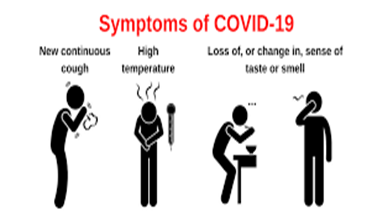 Symptoms of COVID-19
New continuous
cough
High
temperature
Loss of, or change in, sense of
taste or smell